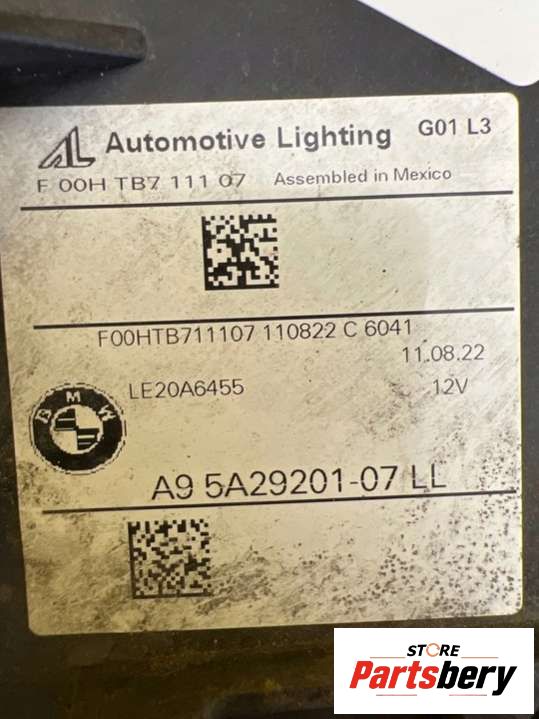 AL Automotive Lighting G01 L3
F 00H TB7 111 07 Assembled in Mexico
F00HTB711107 110822 C 6041
11.08.22
LE20A6455 12V
BMW
A9 5A29201-07 LL
STORE
Partsbery